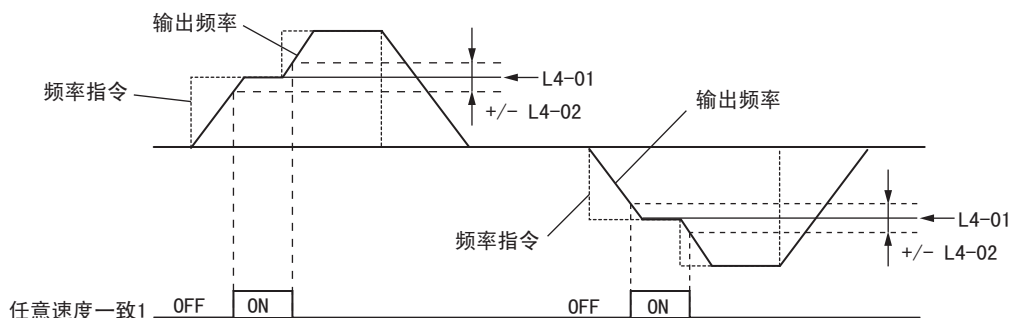 输出频率
频率指令
L4-01
+/- L4-02
输出频率
频率指令
L4-01
+/- L4-02
任意速度一致1 OFF ON OFF ON